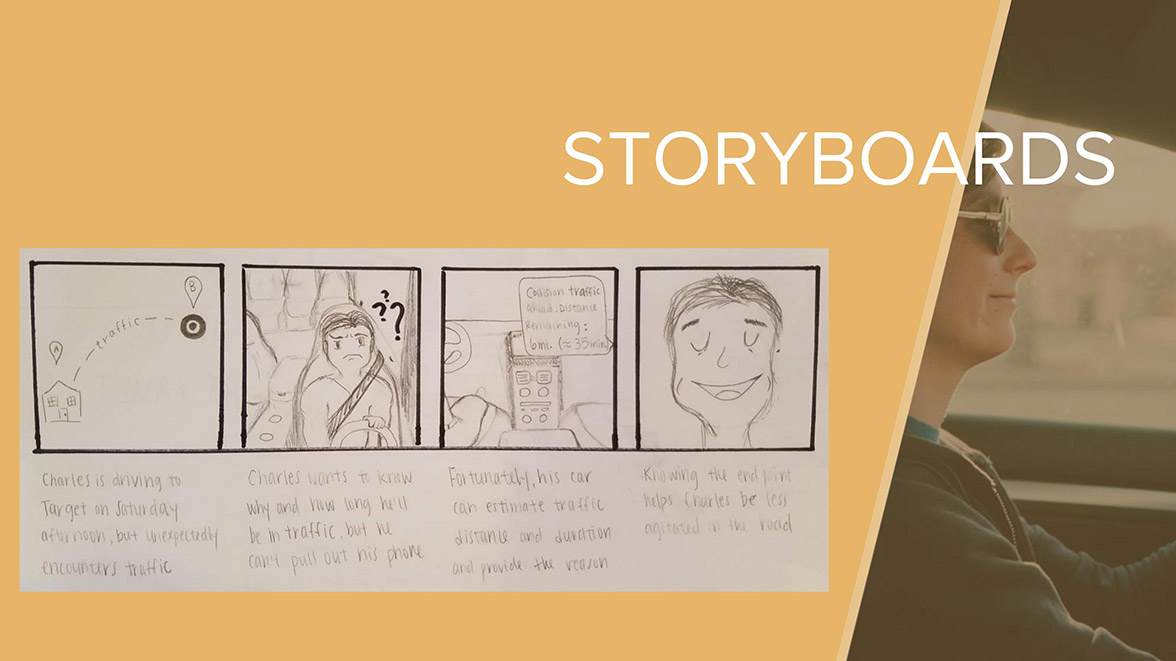 STORYBOARDS
B
A
traffic
???
Collision traffic
ahead. Distance
Remaining:
6mi. (≈ 35min)
Charles is driving to
Target on Saturday
afternoon, but unexpectedly
encounters traffic
Charles wants to know
why and how long he'll
be in traffic, but he
can't pull out his phone
Fortunately, his car
can estimate traffic
distance and duration
and provide the reason
Knowing the end point
helps Charles be less
agitated in the road